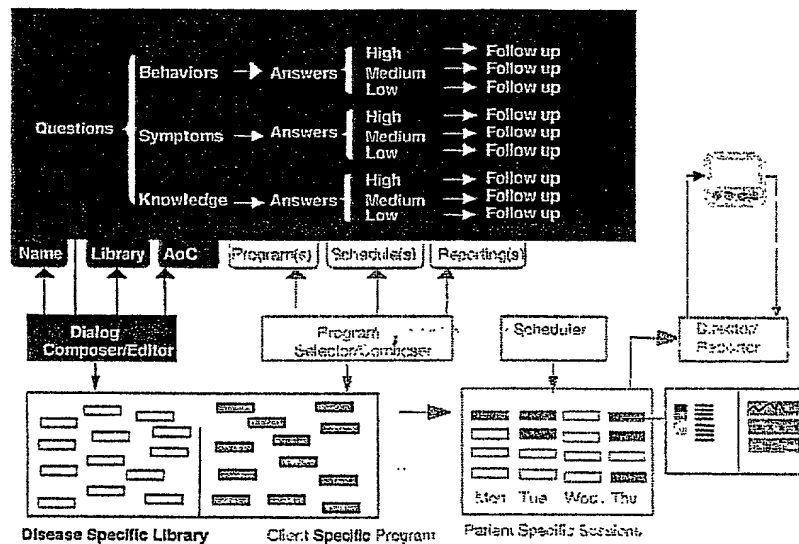 High Follow up
Behaviors Answers Medium Follow up
Low Follow up
High Follow up
Questions Symptoms Answers Medium Follow up
Low Follow up
High Follow up
Knowledge Answers Medium Follow up
Low Follow up
Name Library AoC Program(s) Schedule(s) Reporting(s)
Dialog
Composer/Editor
Program
Selector/Composer
Scheduler
Director/
Reporter
Mon Tue Wed. Thu
Disease Specific Library Client Specific Program Patient Specific Sessions